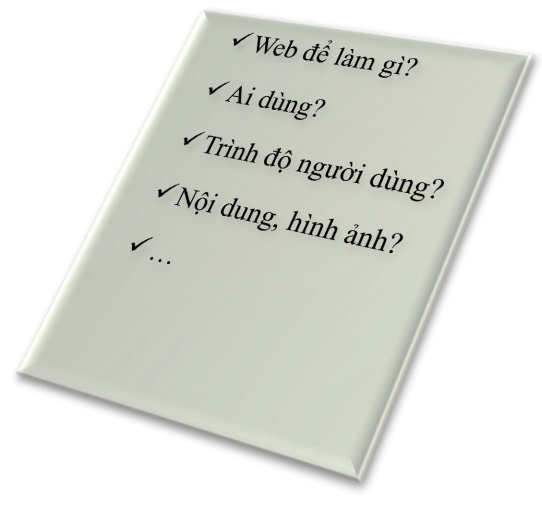 ✓ Web để làm gì?
✓ Ai dùng?
✓ Trình độ người dùng?
✓ Nội dung, hình ảnh?
✓ ...